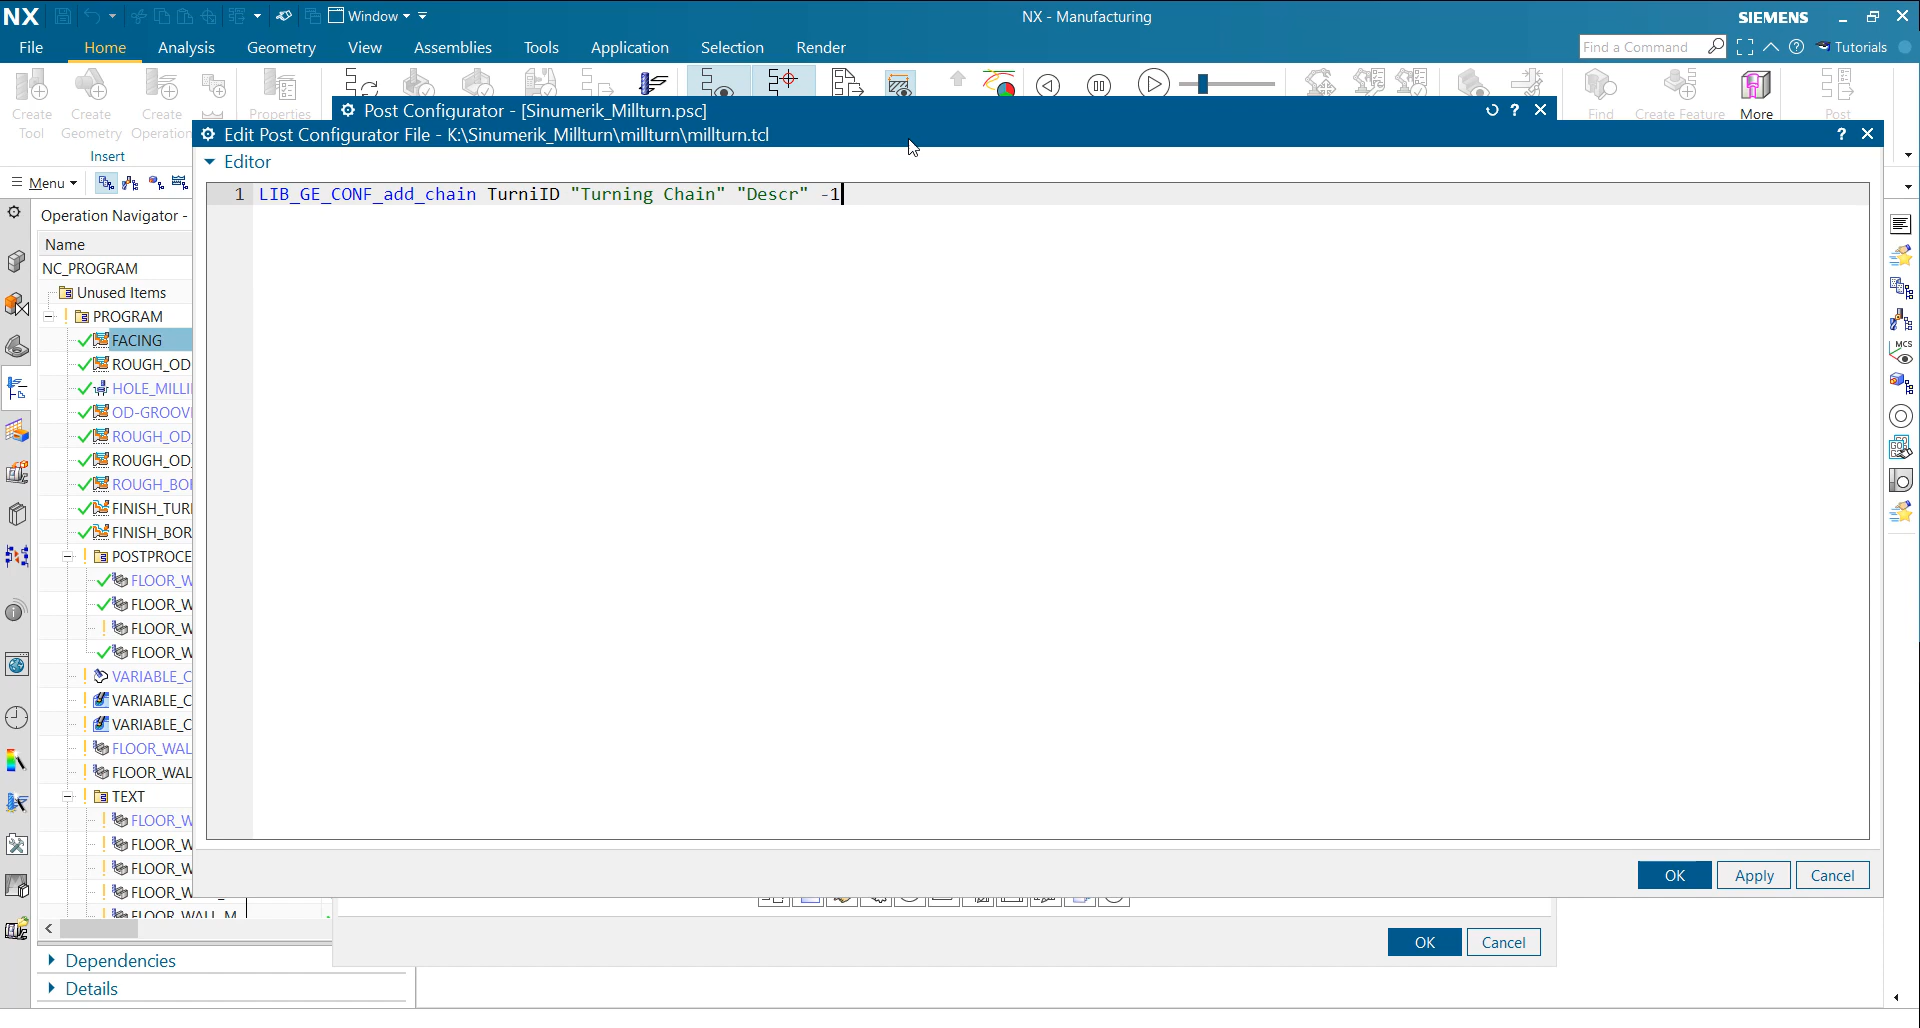 NX Window NX - Manufacturing SIEMENS
File Home Analysis Geometry View Assemblies Tools Application Selection Render Find a Command Tutorials
Create Tool
Create Geometry
Create Operation
Properties
Find
Create Feature
More
Post
Insert
Post Configurator - [Sinumerik_Millturn.psc]
Edit Post Configurator File - K:\Sinumerik_Millturn\millturn\millturn.tcl
Editor
1 LIB_GE_CONF_add_chain TurniID "Turning Chain" "Descr" -1
Menu
Operation Navigator -
Name
NC_PROGRAM
Unused Items
PROGRAM
FACING
ROUGH_OD
HOLE_MILLI
OD-GROOV
ROUGH_OD_
ROUGH_OD_
ROUGH_BO
FINISH_TUR
FINISH_BOR
POSTPROCE
FLOOR_W
FLOOR_W
FLOOR_W
FLOOR_W
VARIABLE_C
VARIABLE_C
VARIABLE_C
FLOOR_WAL
FLOOR_WAL
TEXT
FLOOR_W
FLOOR_W
FLOOR_W
FLOOR_W
FLOOR_WALL_M
MCS
OK Apply Cancel
OK Cancel
Dependencies
Details